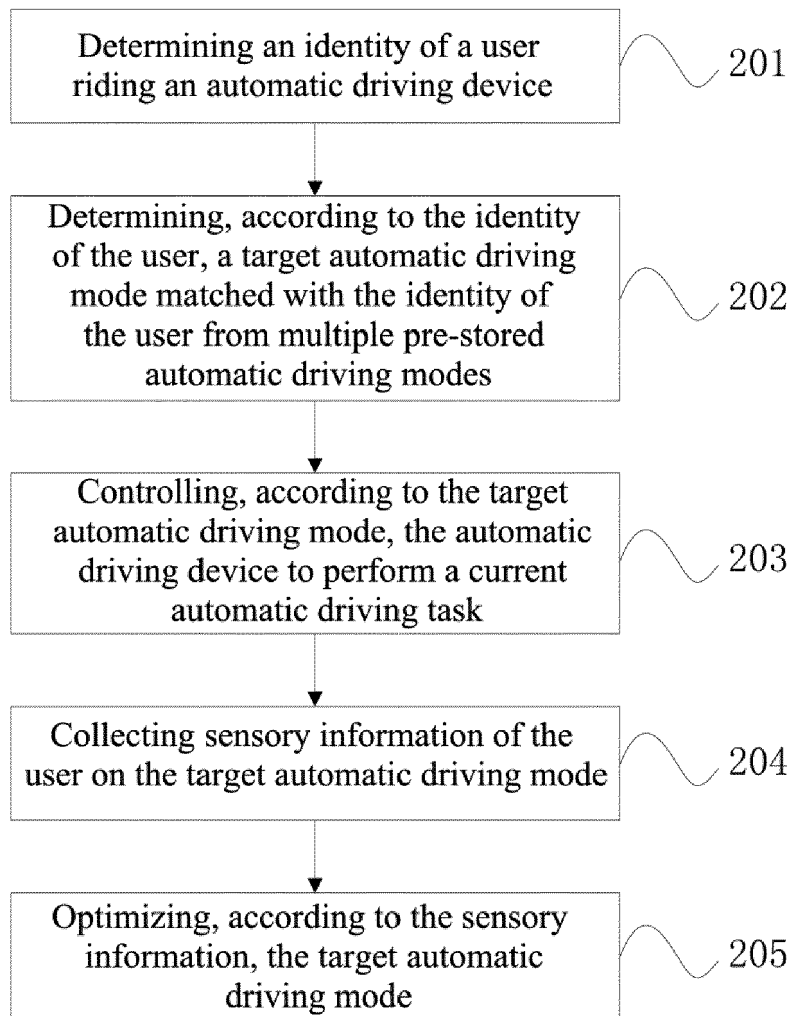 Determining an identity of a user
riding an automatic driving device
201
Determining, according to the identity
of the user, a target automatic driving
mode matched with the identity of
the user from multiple pre-stored
automatic driving modes
202
Controlling, according to the target
automatic driving mode, the automatic
driving device to perform a current
automatic driving task
203
Collecting sensory information of the
user on the target automatic driving mode
204
Optimizing, according to the sensory
information, the target automatic
driving mode
205